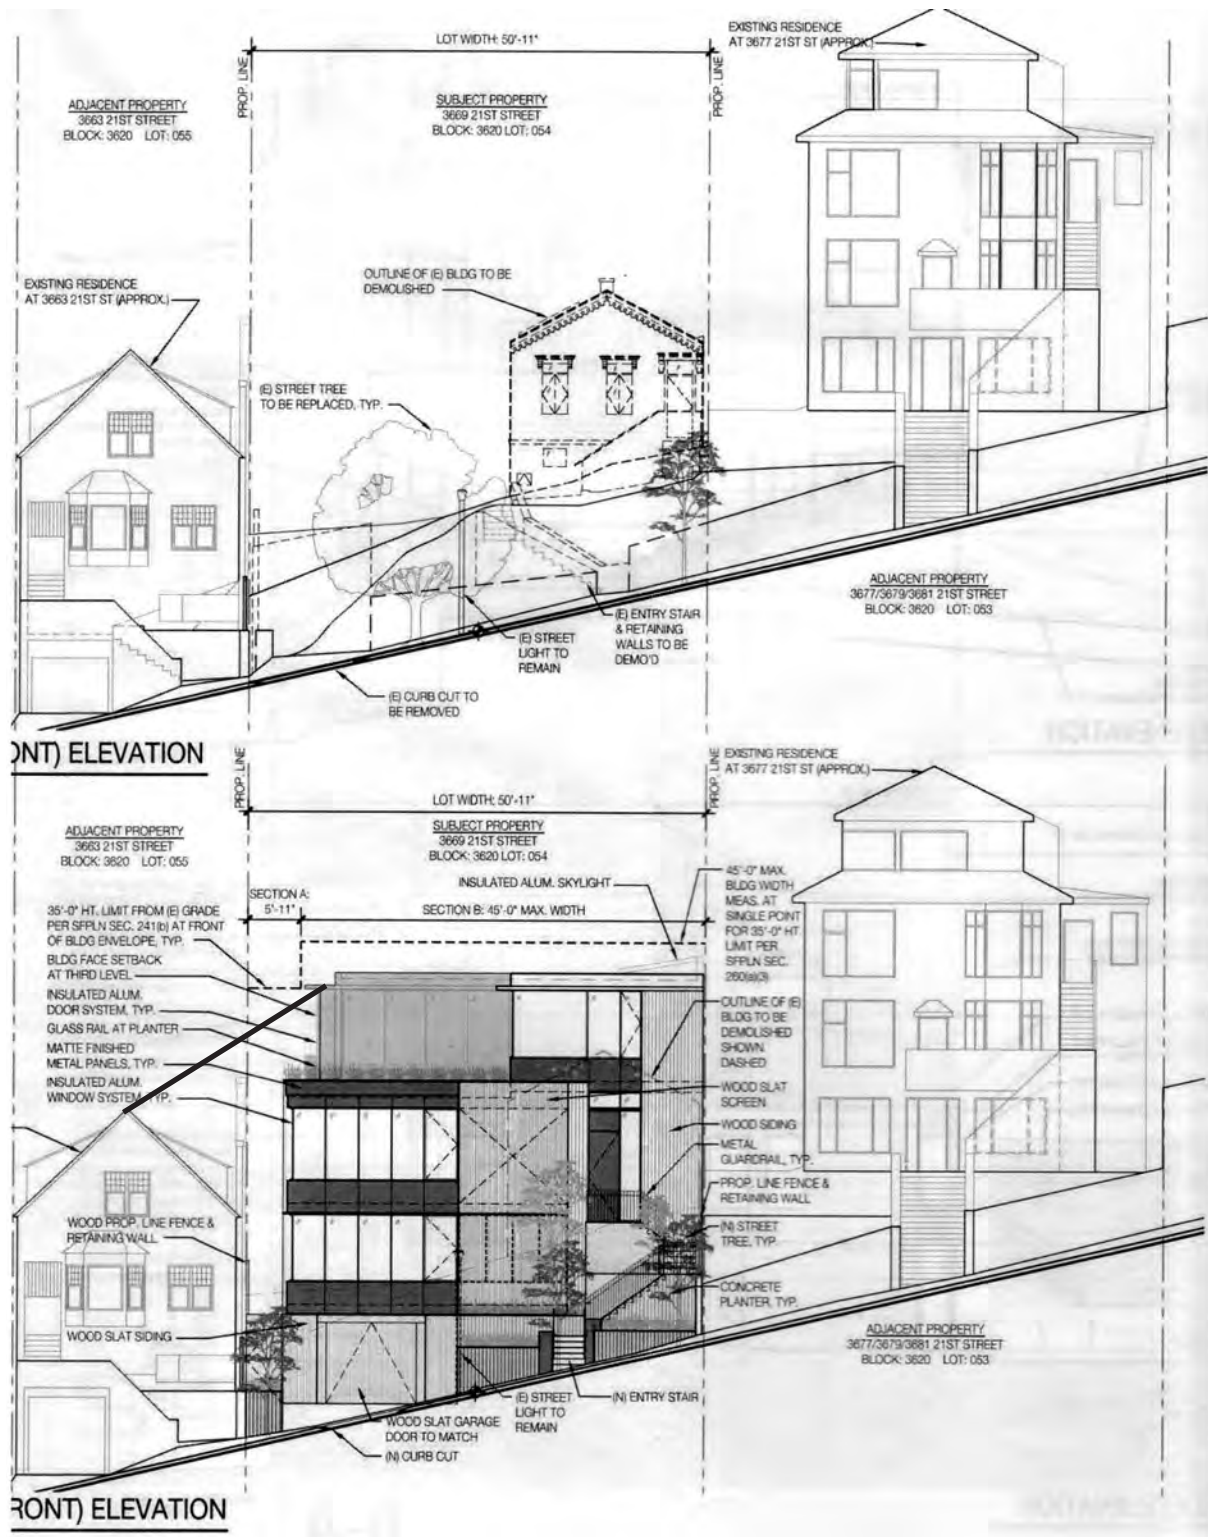 LOT WIDTH: 50'-11"
EXISTING RESIDENCE
AT 3677 21ST ST (APPROX.)
PROP. LINE
PROP. LINE
ADJACENT PROPERTY
3663 21ST STREET
BLOCK: 3620 LOT: 055
SUBJECT PROPERTY
3669 21ST STREET
BLOCK: 3620 LOT: 054
EXISTING RESIDENCE
AT 3663 21ST ST (APPROX.)
OUTLINE OF (E) BLDG TO BE
DEMOLISHED
(E) STREET TREE
TO BE REPLACED, TYP.
ADJACENT PROPERTY
3677/3679/3681 21ST STREET
BLOCK: 3620 LOT: 053
(E) STREET
LIGHT TO
REMAIN
(E) ENTRY STAIR
& RETAINING
WALLS TO BE
DEMO'D
(E) CURB CUT TO
BE REMOVED
ONT) ELEVATION
PROP. LINE
PROP. LINE
EXISTING RESIDENCE
AT 3677 21ST ST (APPROX.)
LOT WIDTH: 50'-11"
ADJACENT PROPERTY
3663 21ST STREET
BLOCK: 3620 LOT: 055
SUBJECT PROPERTY
3669 21ST STREET
BLOCK: 3620 LOT: 054
INSULATED ALUM. SKYLIGHT
SECTION A:
5'-11"
SECTION B: 45'-0" MAX. WIDTH
45'-0" MAX.
BLDG WIDTH
MEAS. AT
SINGLE POINT
FOR 35'-0" HT.
LIMIT PER
SFPLN SEC.
260(a)(3)
35'-0" HT. LIMIT FROM (E) GRADE
PER SFPLN SEC. 241(b) AT FRONT
OF BLDG ENVELOPE, TYP.
BLDG FACE SETBACK
AT THIRD LEVEL
INSULATED ALUM.
DOOR SYSTEM, TYP.
GLASS RAIL AT PLANTER
MATTE FINISHED
METAL PANELS, TYP.
INSULATED ALUM.
WINDOW SYSTEM, TYP.
OUTLINE OF (E)
BLDG TO BE
DEMOLISHED
SHOWN
DASHED
WOOD SLAT
SCREEN
WOOD SIDING
METAL
GUARDRAIL, TYP.
PROP. LINE FENCE &
RETAINING WALL
(N) STREET
TREE, TYP.
CONCRETE
PLANTER, TYP.
WOOD PROP. LINE FENCE &
RETAINING WALL
WOOD SLAT SIDING
ADJACENT PROPERTY
3677/3679/3681 21ST STREET
BLOCK: 3620 LOT: 053
(E) STREET
LIGHT TO
REMAIN
(N) ENTRY STAIR
WOOD SLAT GARAGE
DOOR TO MATCH
(N) CURB CUT
RONT) ELEVATION